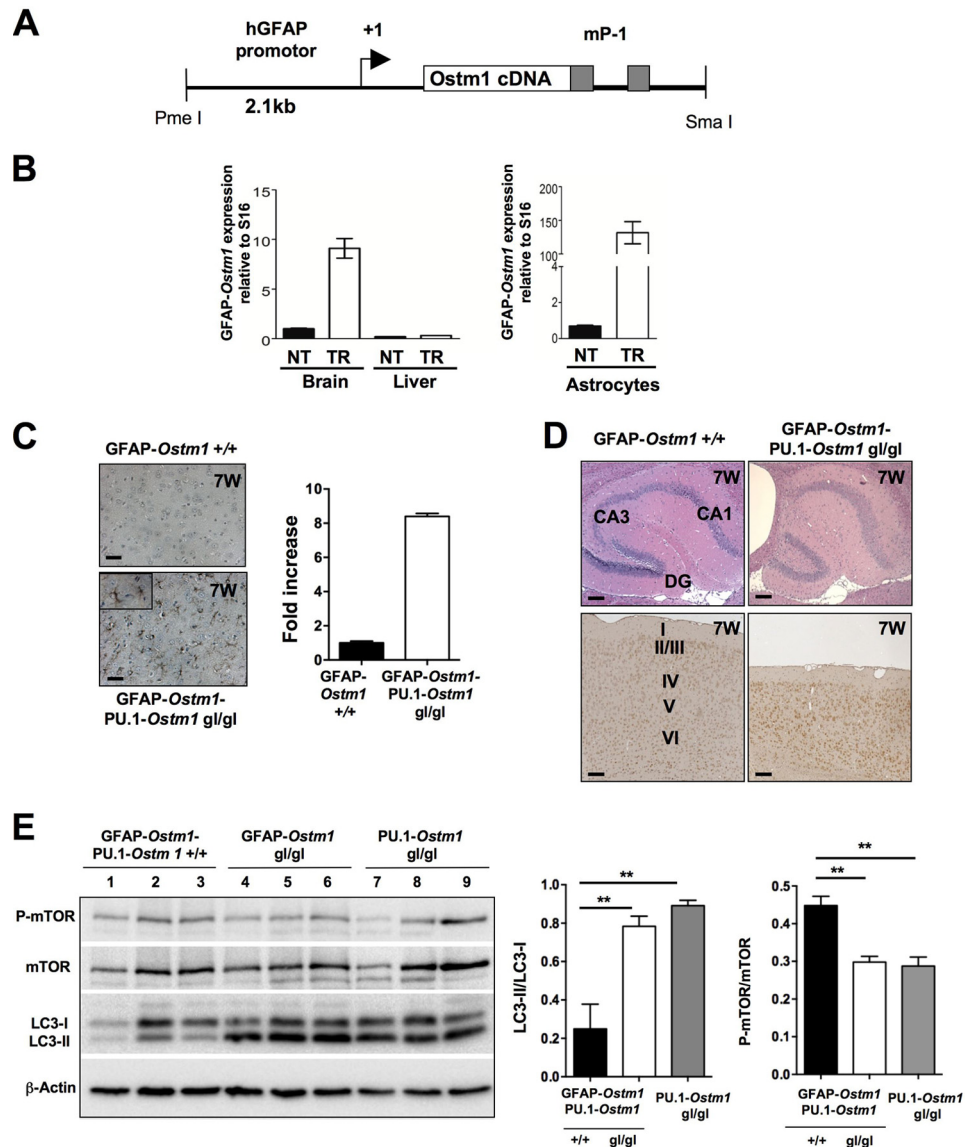 A
hGFAP
promotor
+1
mP-1
Ostm1 cDNA
2.1kb
Pme I
Sma I
B
GFAP-Ostm1 expression
relative to S16
15
10
5
0
NT TR NT TR
Brain Liver
GFAP-Ostm1 expression
relative to S16
200
150
100
4
2
0
NT TR
Astrocytes
C
GFAP-Ostm1 +/+
7W
7W
GFAP-Ostm1-
PU.1-Ostm1 gl/gl
Fold increase
10
8
6
4
2
0
GFAP-
Ostm1
+/+
GFAP-Ostm1-
PU.1-Ostm1
gl/gl
D
GFAP-Ostm1 +/+
GFAP-Ostm1-
PU.1-Ostm1 gl/gl
7W
CA3
CA1
DG
7W
7W
I
II/III
IV
V
VI
7W
E
GFAP-Ostm1-
PU.1-Ostm 1 +/+
GFAP-Ostm1
gl/gl
PU.1-Ostm1
gl/gl
1 2 3 4 5 6 7 8 9
P-mTOR
mTOR
LC3-I
LC3-II
β-Actin
LC3-II/LC3-I
1.0
0.8
0.6
0.4
0.2
0.0
**
**
GFAP-Ostm1
PU.1-Ostm1
+/+ gl/gl
PU.1-Ostm1
gl/gl
P-mTOR/mTOR
0.5
0.4
0.3
0.2
0.1
0.0
**
**
GFAP-Ostm1
PU.1-Ostm1
+/+ gl/gl
PU.1-Ostm1
gl/gl